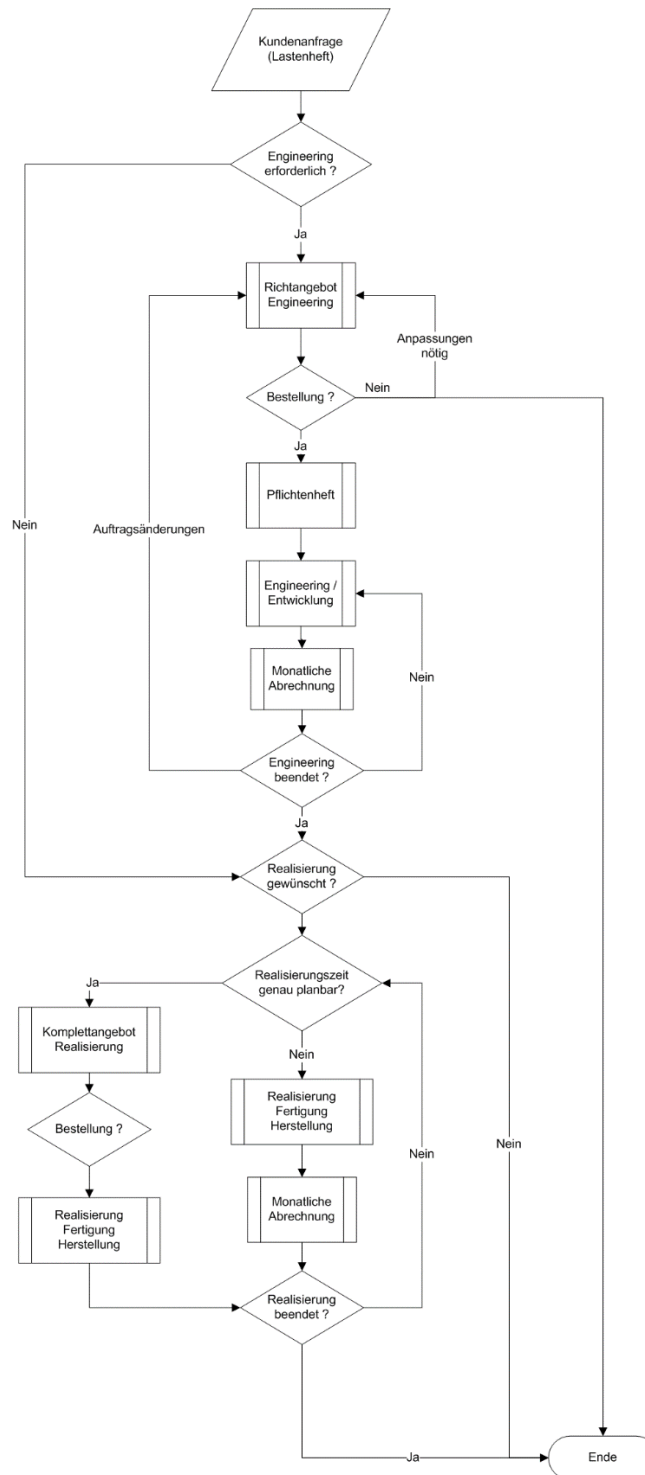 Kundenanfrage
(Lastenheft)
Engineering
erforderlich ?
Ja
Richtangebot
Engineering
Anpassungen
nötig
Bestellung ?
Nein
Ja
Pflichtenheft
Nein
Auftragsänderungen
Engineering /
Entwicklung
Monatliche
Abrechnung
Nein
Engineering
beendet ?
Ja
Realisierung
gewünscht ?
Realisierungszeit
genau planbar?
Ja
Komplettangebot
Realisierung
Nein
Realisierung
Fertigung
Herstellung
Bestellung ?
Nein
Nein
Realisierung
Fertigung
Herstellung
Monatliche
Abrechnung
Realisierung
beendet ?
Ja
Ende